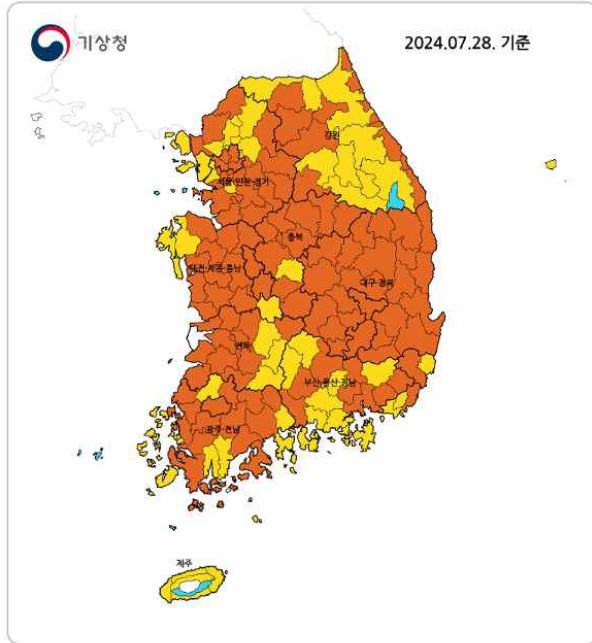 기상청
2024.07.28. 기준
강원
서울·인천·경기
충북
대전·세종·충남
대구·경북
전북
부산·울산·경남
광주·전남
제주